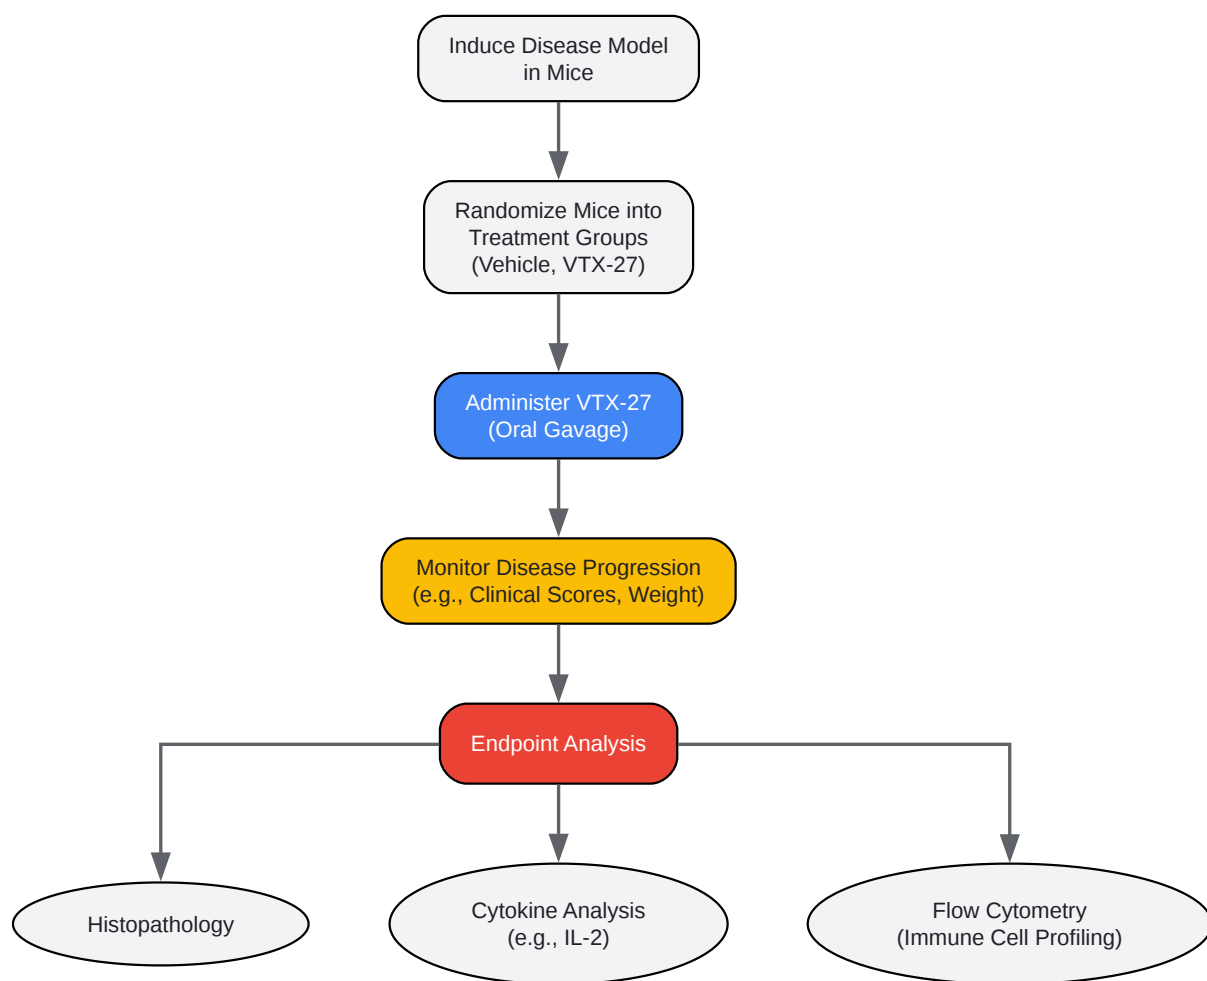 Induce Disease Model
in Mice
Randomize Mice into
Treatment Groups
(Vehicle, VTX-27)
Administer VTX-27
(Oral Gavage)
Monitor Disease Progression
(e.g., Clinical Scores, Weight)
Endpoint Analysis
Histopathology
Cytokine Analysis
(e.g., IL-2)
Flow Cytometry
(Immune Cell Profiling)